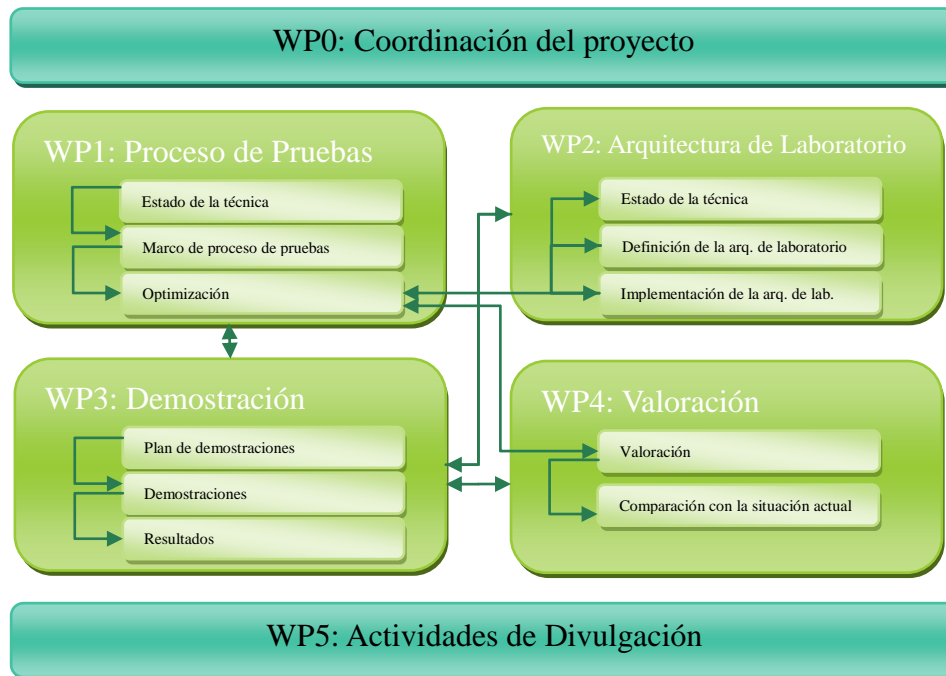 WP0: Coordinación del proyecto
WP1: Proceso de Pruebas
Estado de la técnica
Marco de proceso de pruebas
Optimización
WP2: Arquitectura de Laboratorio
Estado de la técnica
Definición de la arq. de laboratorio
Implementación de la arq. de lab.
WP3: Demostración
Plan de demostraciones
Demostraciones
Resultados
WP4: Valoración
Valoración
Comparación con la situación actual
WP5: Actividades de Divulgación